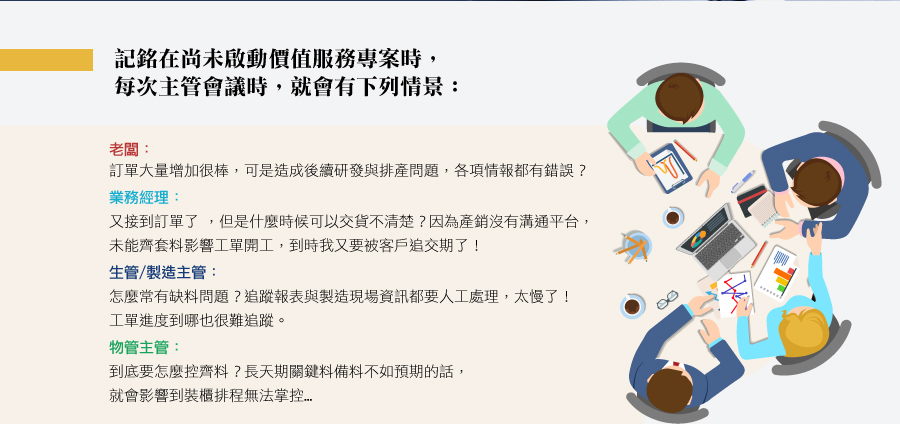 記銘在尚未啟動價值服務專案時，
每次主管會議時，就會有下列情景：
老闆：
訂單大量增加很棒，可是造成後續研發與排產問題，各項情報都有錯誤？
業務經理：
又接到訂單了 ，但是什麼時候可以交貨不清楚？因為產銷沒有溝通平台，
未能齊套料影響工單開工，到時我又要被客戶追交期了！
生管/製造主管：
怎麼常有缺料問題？追蹤報表與製造現場資訊都要人工處理，太慢了！
工單進度到哪也很難追蹤。
物管主管：
到底要怎麼控齊料？長天期關鍵料備料不如預期的話，
就會影響到裝櫃排程無法掌控...